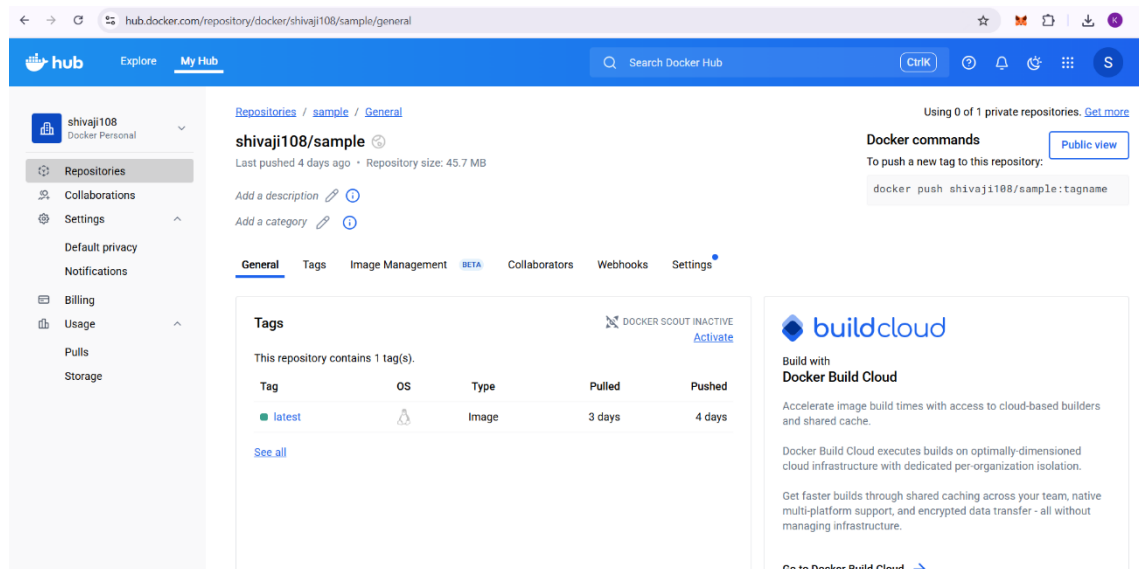 hub.docker.com/repository/docker/shivaji108/sample/general
K
hub
Explore
My Hub
Search Docker Hub
CtrlK
S
shivaji108
Docker Personal
Repositories
Collaborations
Settings
Default privacy
Notifications
Billing
Usage
Pulls
Storage
Repositories / sample / General
Using 0 of 1 private repositories. Get more
shivaji108/sample
Last pushed 4 days ago • Repository size: 45.7 MB
Add a description
Add a category
Docker commands
Public view
To push a new tag to this repository:
docker push shivaji108/sample:tagname
General Tags Image Management BETA Collaborators Webhooks Settings
Tags
DOCKER SCOUT INACTIVE
Activate
This repository contains 1 tag(s).
Tag OS Type Pulled Pushed
latest Image 3 days 4 days
See all
buildcloud
Build with
Docker Build Cloud
Accelerate image build times with access to cloud-based builders
and shared cache.
Docker Build Cloud executes builds on optimally-dimensioned
cloud infrastructure with dedicated per-organization isolation.
Get faster builds through shared caching across your team, native
multi-platform support, and encrypted data transfer - all without
managing infrastructure.
Go to Docker Build Cloud